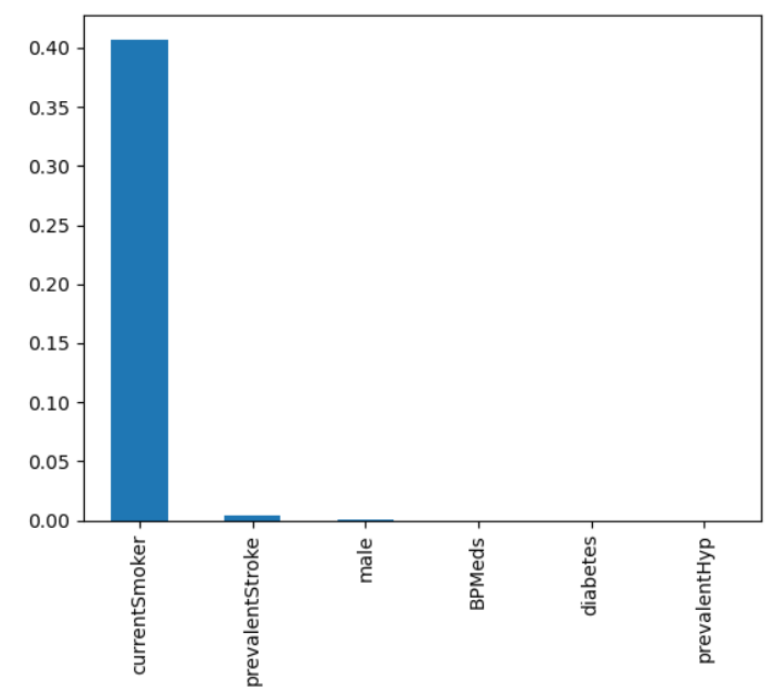 0.40
0.35
0.30
0.25
0.20
0.15
0.10
0.05
0.00
currentSmoker
prevalentStroke
male
BPMeds
diabetes
prevalentHyp